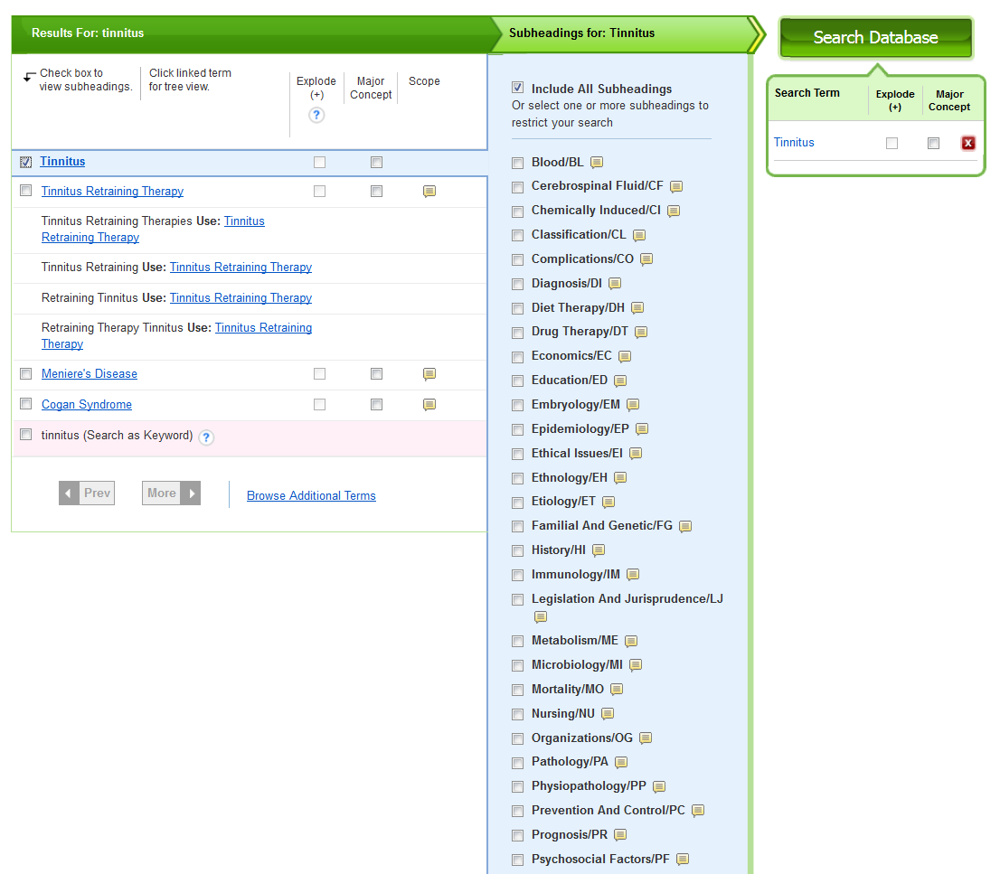 Results For: tinnitus
Check box to
view subheadings.
Click linked term
for tree view.
Explode
(+)
?
Major
Concept
Scope
Tinnitus
Tinnitus Retraining Therapy
Tinnitus Retraining Therapies Use: Tinnitus
Retraining Therapy
Tinnitus Retraining Use: Tinnitus Retraining Therapy
Retraining Tinnitus Use: Tinnitus Retraining Therapy
Retraining Therapy Tinnitus Use: Tinnitus Retraining
Therapy
Meniere's Disease
Cogan Syndrome
tinnitus (Search as Keyword) ?
Prev
More
Browse Additional Terms
Subheadings for: Tinnitus
Include All Subheadings
Or select one or more subheadings to
restrict your search
Blood/BL
Cerebrospinal Fluid/CF
Chemically Induced/CI
Classification/CL
Complications/CO
Diagnosis/DI
Diet Therapy/DH
Drug Therapy/DT
Economics/EC
Education/ED
Embryology/EM
Epidemiology/EP
Ethical Issues/EI
Ethnology/EH
Etiology/ET
Familial And Genetic/FG
History/HI
Immunology/IM
Legislation And Jurisprudence/LJ
Metabolism/ME
Microbiology/MI
Mortality/MO
Nursing/NU
Organizations/OG
Pathology/PA
Physiopathology/PP
Prevention And Control/PC
Prognosis/PR
Psychosocial Factors/PF
Search Database
Search Term
Explode
(+)
Major
Concept
Tinnitus
X